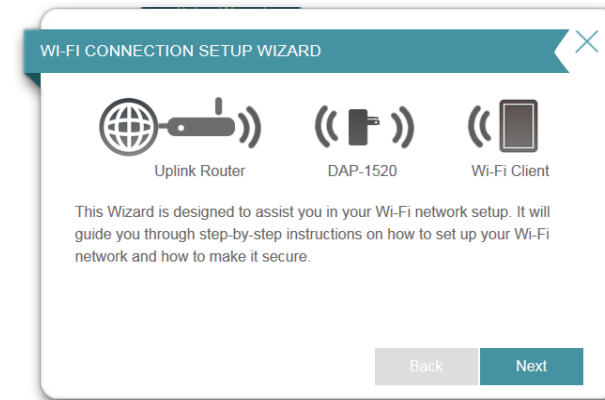 WI-FI CONNECTION SETUP WIZARD
Uplink Router
DAP-1520
Wi-Fi Client
This Wizard is designed to assist you in your Wi-Fi network setup. It will
guide you through step-by-step instructions on how to set up your Wi-Fi
network and how to make it secure.
Back
Next